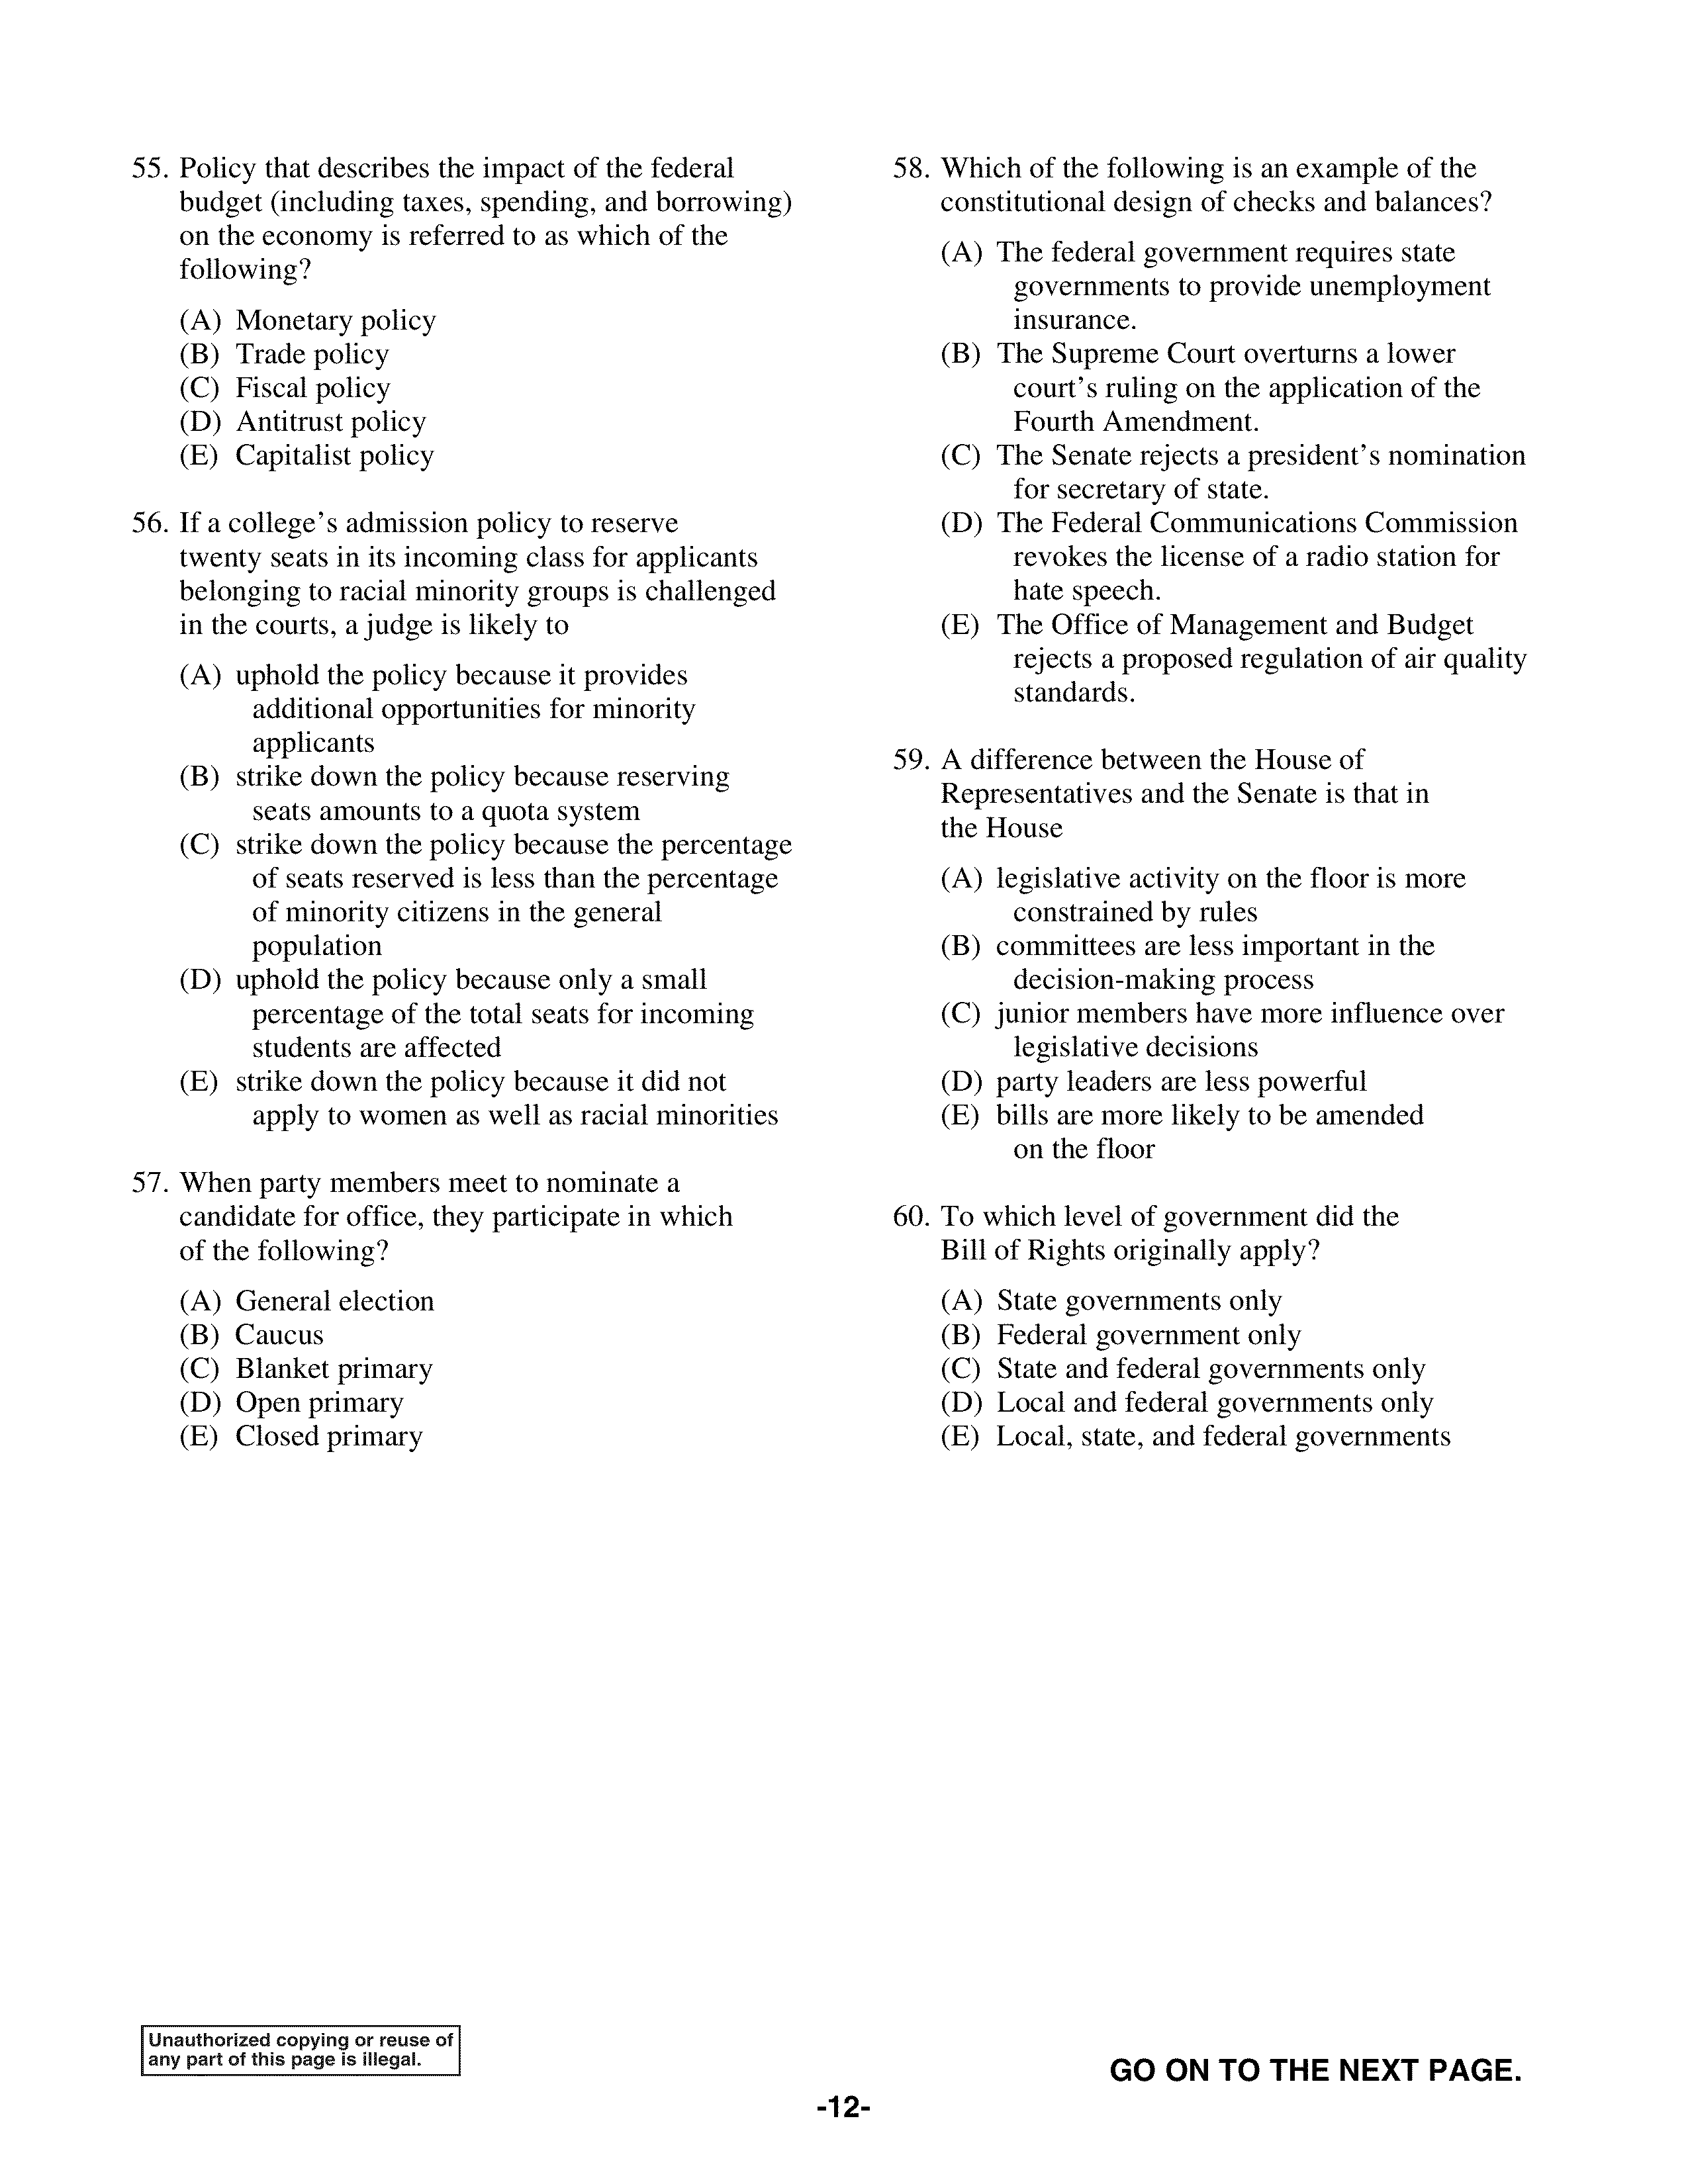 55. Policy that describes the impact of the federal
budget (including taxes, spending, and borrowing)
on the economy is referred to as which of the
following?
(A) Monetary policy
(B) Trade policy
(C) Fiscal policy
(D) Antitrust policy
(E) Capitalist policy
56. If a college’s admission policy to reserve
twenty seats in its incoming class for applicants
belonging to racial minority groups is challenged
in the courts, a judge is likely to
(A) uphold the policy because it provides
additional opportunities for minority
applicants
(B) strike down the policy because reserving
seats amounts to a quota system
(C) strike down the policy because the percentage
of seats reserved is less than the percentage
of minority citizens in the general
population
(D) uphold the policy because only a small
percentage of the total seats for incoming
students are affected
(E) strike down the policy because it did not
apply to women as well as racial minorities
57. When party members meet to nominate a
candidate for office, they participate in which
of the following?
(A) General election
(B) Caucus
(C) Blanket primary
(D) Open primary
(E) Closed primary
58. Which of the following is an example of the
constitutional design of checks and balances?
(A) The federal government requires state
governments to provide unemployment
insurance.
(B) The Supreme Court overturns a lower
court’s ruling on the application of the
Fourth Amendment.
(C) The Senate rejects a president’s nomination
for secretary of state.
(D) The Federal Communications Commission
revokes the license of a radio station for
hate speech.
(E) The Office of Management and Budget
rejects a proposed regulation of air quality
standards.
59. A difference between the House of
Representatives and the Senate is that in
the House
(A) legislative activity on the floor is more
constrained by rules
(B) committees are less important in the
decision-making process
(C) junior members have more influence over
legislative decisions
(D) party leaders are less powerful
(E) bills are more likely to be amended
on the floor
60. To which level of government did the
Bill of Rights originally apply?
(A) State governments only
(B) Federal government only
(C) State and federal governments only
(D) Local and federal governments only
(E) Local, state, and federal governments
Unauthorized copying or reuse of
any part of this page is illegal.
GO ON TO THE NEXT PAGE.
-12-